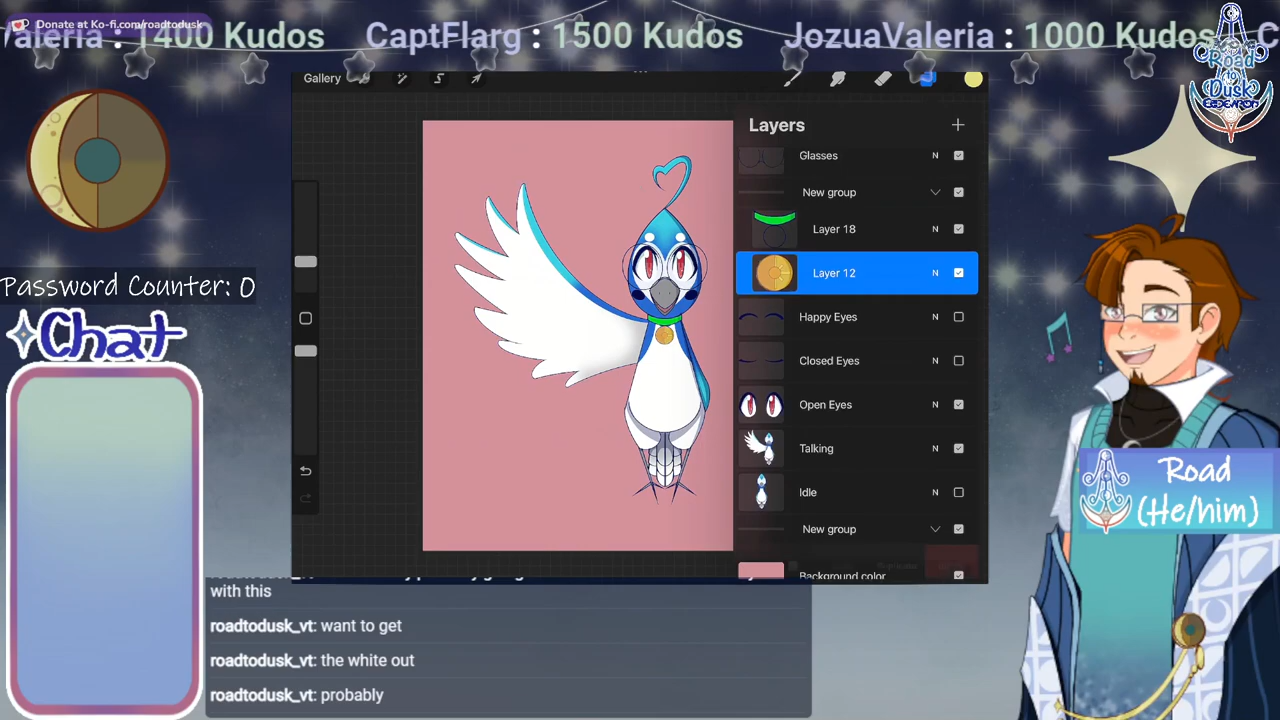 Donate at Ko-fi.com/roadtodusk
Valeria : 1400 Kudos CaptFlarg : 1500 Kudos JozuaValeria : 1000 Kudos C
Road
to
Dusk
Gallery
Layers
Glasses N
New group
Layer 18 N
Layer 12 N
Happy Eyes N
Closed Eyes N
Open Eyes N
Talking N
Idle N
New group
Background color
Password Counter: 0
Chat
Road
(He/him)
with this
roadtodusk_vt: want to get
roadtodusk_vt: the white out
roadtodusk_vt: probably